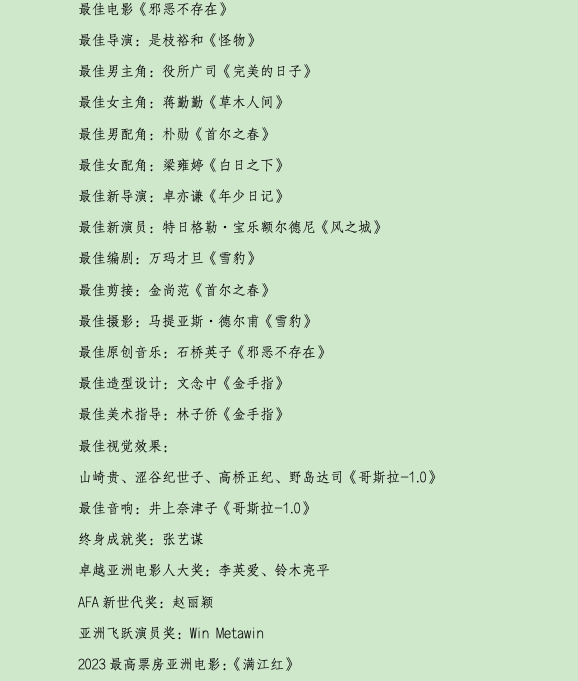 最佳电影《邪恶不存在》
最佳导演：是枝裕和《怪物》
最佳男主角：役所广司《完美的日子》
最佳女主角：蒋勤勤《草木人间》
最佳男配角：朴勋《首尔之春》
最佳女配角：梁雍婷《白日之下》
最佳新导演：卓亦谦《年少日记》
最佳新演员：特日格勒·宝乐额尔德尼《风之城》
最佳编剧：万玛才旦《雪豹》
最佳剪接：金尚范《首尔之春》
最佳摄影：马提亚斯·德尔甫《雪豹》
最佳原创音乐：石桥英子《邪恶不存在》
最佳造型设计：文念中《金手指》
最佳美术指导：林子侨《金手指》
最佳视觉效果：
山崎贵、涩谷纪世子、高桥正纪、野岛达司《哥斯拉-1.0》
最佳音响：井上奈津子《哥斯拉-1.0》
终身成就奖：张艺谋
卓越亚洲电影人大奖：李英爱、铃木亮平
AFA 新世代奖：赵丽颖
亚洲飞跃演员奖：Win Metawin
2023 最高票房亚洲电影：《满江红》